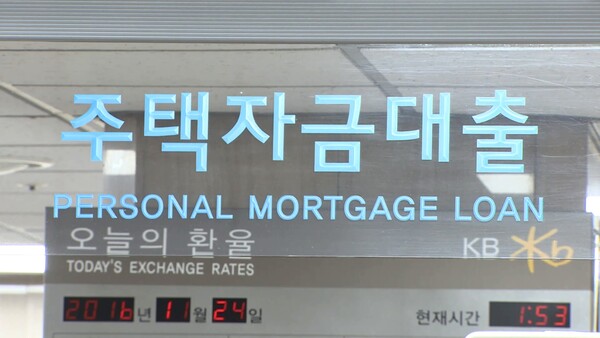 주택자금대출
PERSONAL MORTGAGE LOAN
오늘의 환율 KB Kb
TODAY'S EXCHANGE RATES
2016년 11월 24일 현재시간 1:53